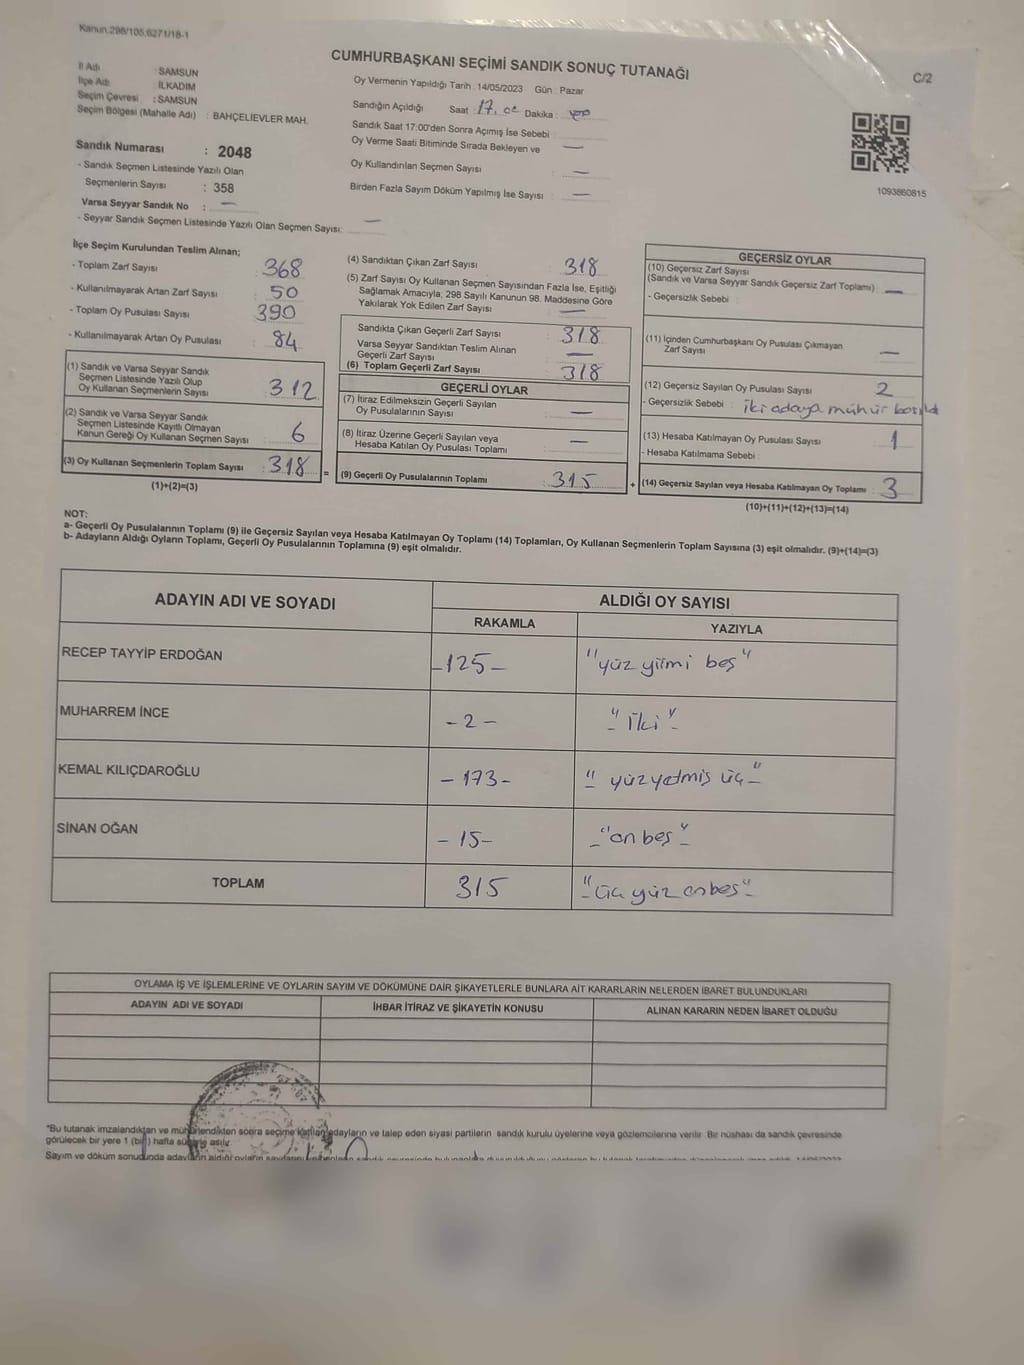 Kanun.298/105.6271/18-1
C/2
CUMHURBAŞKANI SEÇİMİ SANDIK SONUÇ TUTANAĞI
İl Adı : SAMSUN
İlçe Adı : İLKADIM
Seçim Çevresi : SAMSUN
Seçim Bölgesi (Mahalle Adı) : BAHÇELİEVLER MAH.
Sandık Numarası : 2048
- Sandık Seçmen Listesinde Yazılı Olan
Seçmenlerin Sayısı : 358
Varsa Seyyar Sandık No : —
- Seyyar Sandık Seçmen Listesinde Yazılı Olan Seçmen Sayısı: —
Oy Vermenin Yapıldığı Tarih : 14/05/2023 Gün : Pazar
Sandığın Açıldığı Saat : 17. Dakika :
Sandık Saat 17:00'den Sonra Açımış İse Sebebi :
Oy Verme Saati Bitiminde Sırada Bekleyen ve —
Oy Kullandırılan Seçmen Sayısı : —
Birden Fazla Sayım Döküm Yapılmış İse Sayısı : —
1093860815
İlçe Seçim Kurulundan Teslim Alınan;
- Toplam Zarf Sayısı : 368
- Kullanılmayarak Artan Zarf Sayısı : 50
- Toplam Oy Pusulası Sayısı : 390
- Kullanılmayarak Artan Oy Pusulası : 84
(1) Sandık ve Varsa Seyyar Sandık
Seçmen Listesinde Yazılı Olup
Oy Kullanan Seçmenlerin Sayısı : 312
(2) Sandık ve Varsa Seyyar Sandık
Seçmen Listesinde Kayıtlı Olmayan
Kanun Gereği Oy Kullanan Seçmen Sayısı : 6
(3) Oy Kullanan Seçmenlerin Toplam Sayısı : 318
(1)+(2)=(3)
(4) Sandıktan Çıkan Zarf Sayısı : 318
(5) Zarf Sayısı Oy Kullanan Seçmen Sayısından Fazla İse, Eşitliği
Sağlamak Amacıyla, 298 Sayılı Kanunun 98. Maddesine Göre
Yakılarak Yok Edilen Zarf Sayısı : —
Sandıkta Çıkan Geçerli Zarf Sayısı : 318
Varsa Seyyar Sandıktan Teslim Alınan
Geçerli Zarf Sayısı : —
(6) Toplam Geçerli Zarf Sayısı : 318
GEÇERLİ OYLAR
(7) İtiraz Edilmeksizin Geçerli Sayılan
Oy Pusulalarının Sayısı : —
(8) İtiraz Üzerine Geçerli Sayılan veya
Hesaba Katılan Oy Pusulası Toplamı : —
= (9) Geçerli Oy Pusulalarının Toplamı : 315
GEÇERSİZ OYLAR
(10) Geçersiz Zarf Sayısı
(Sandık ve Varsa Seyyar Sandık Geçersiz Zarf Toplamı) : —
- Geçersizlik Sebebi :
(11) İçinden Cumhurbaşkanı Oy Pusulası Çıkmayan
Zarf Sayısı : —
(12) Geçersiz Sayılan Oy Pusulası Sayısı : 2
- Geçersizlik Sebebi : iki adaya mühür basıldı
(13) Hesaba Katılmayan Oy Pusulası Sayısı : 1
- Hesaba Katılmama Sebebi :
+ (14) Geçersiz Sayılan veya Hesaba Katılmayan Oy Toplamı : 3
(10)+(11)+(12)+(13)=(14)
NOT:
a- Geçerli Oy Pusulalarının Toplamı (9) ile Geçersiz Sayılan veya Hesaba Katılmayan Oy Toplamı (14) Toplamları, Oy Kullanan Seçmenlerin Toplam Sayısına (3) eşit olmalıdır. (9)+(14)=(3)
b- Adayların Aldığı Oyların Toplamı, Geçerli Oy Pusulalarının Toplamına (9) eşit olmalıdır.
ADAYIN ADI VE SOYADI ALDIĞI OY SAYISI
RAKAMLA YAZIYLA
RECEP TAYYİP ERDOĞAN -125- "yüz yiirmi beş"
MUHARREM İNCE -2- -"İki"-
KEMAL KILIÇDAROĞLU -173- -"yüz yetmiş üç"-
SİNAN OĞAN -15- -"on beş"-
TOPLAM 315 -"Üç yüz onbeş"-
OYLAMA İŞ VE İŞLEMLERİNE VE OYLARIN SAYIM VE DÖKÜMÜNE DAİR ŞİKAYETLERLE BUNLARA AİT KARARLARIN NELERDEN İBARET BULUNDUKLARI
ADAYIN ADI VE SOYADI İHBAR İTİRAZ VE ŞİKAYETİN KONUSU ALINAN KARARIN NEDEN İBARET OLDUĞU
*Bu tutanak imzalandıktan ve mühürlendikten sonra seçime katılan adayların ve talep eden siyasi partilerin sandık kurulu üyelerine veya gözlemcilerine verilir. Bir nüshası da sandık çevresinde
görülecek bir yere 1 (bir) hafta süreyle asılır.
Sayım ve döküm sonucunda adayların aldığı oyların